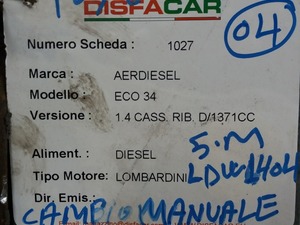 DISFACAR
04
Numero Scheda : 1027
Marca : AERDIESEL
Modello : ECO 34
Versione : 1.4 CASS. RIB. D/1371CC
Aliment. : DIESEL
5.M
Tipo Motore: LOMBARDINI
LDW1404
Dir. Emis.:
CAMBIO MANUALE